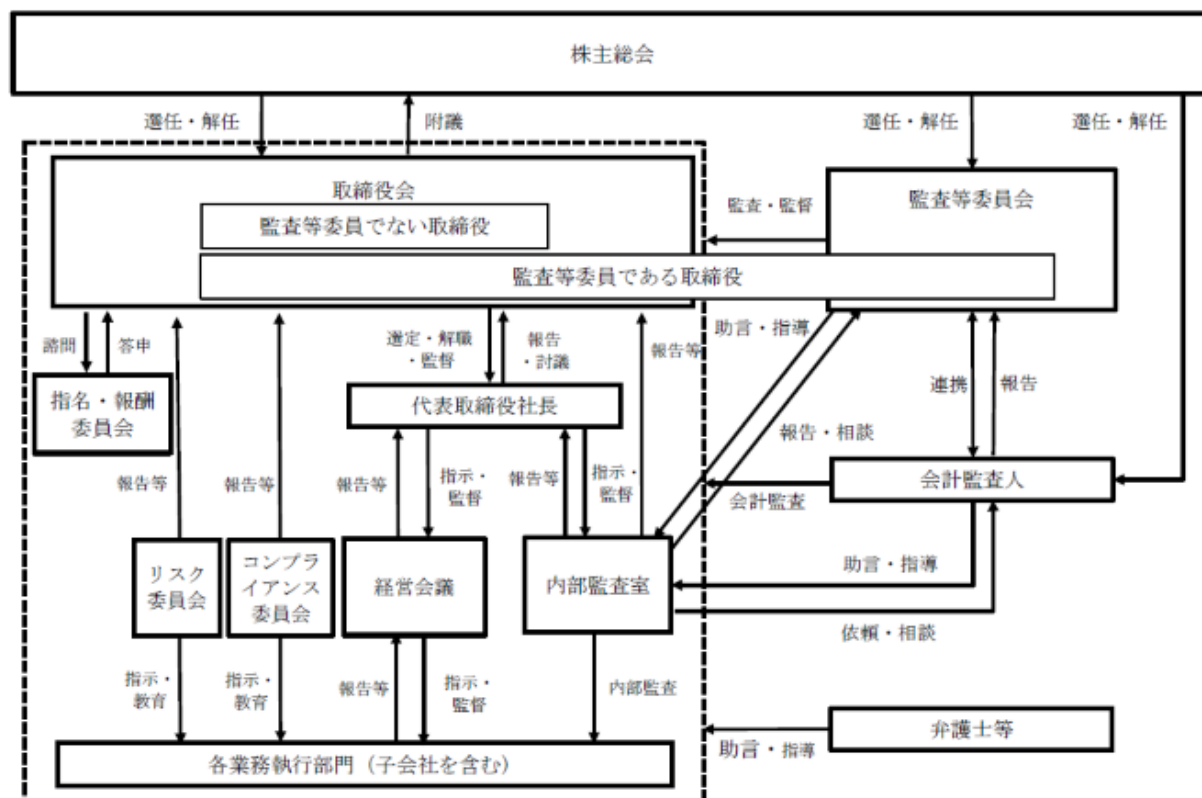 株主総会
選任・解任
附議
選任・解任
選任・解任
取締役会
監査等委員でない取締役
監査等委員である取締役
監査・監督
監査等委員会
諮問
答申
選定・解職
・監督
報告
・討議
報告等
助言・指導
連携
報告
指名・報酬
委員会
代表取締役社長
報告・相談
報告等
報告等
報告等
指示・
監督
報告等
指示・
監督
会計監査
会計監査人
リスク
委員会
コンプラ
イアンス
委員会
経営会議
内部監査室
助言・指導
依頼・相談
指示・
教育
指示・
教育
報告等
指示・
監督
内部監査
助言・指導
弁護士等
各業務執行部門（子会社を含む）